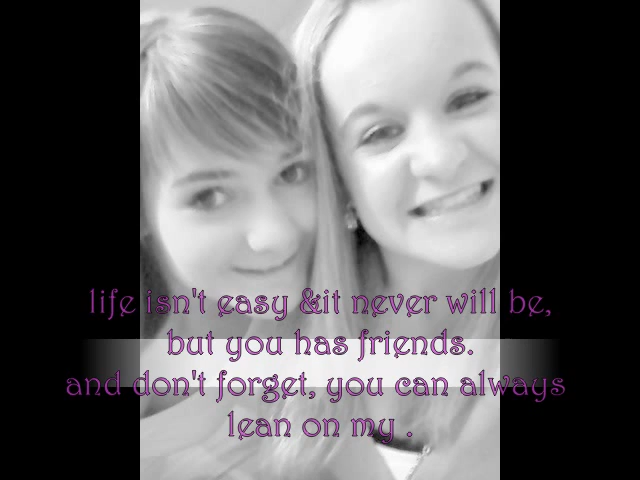 life isn't easy &it never will be,
but you has friends.
and don't forget, you can always
lean on my .